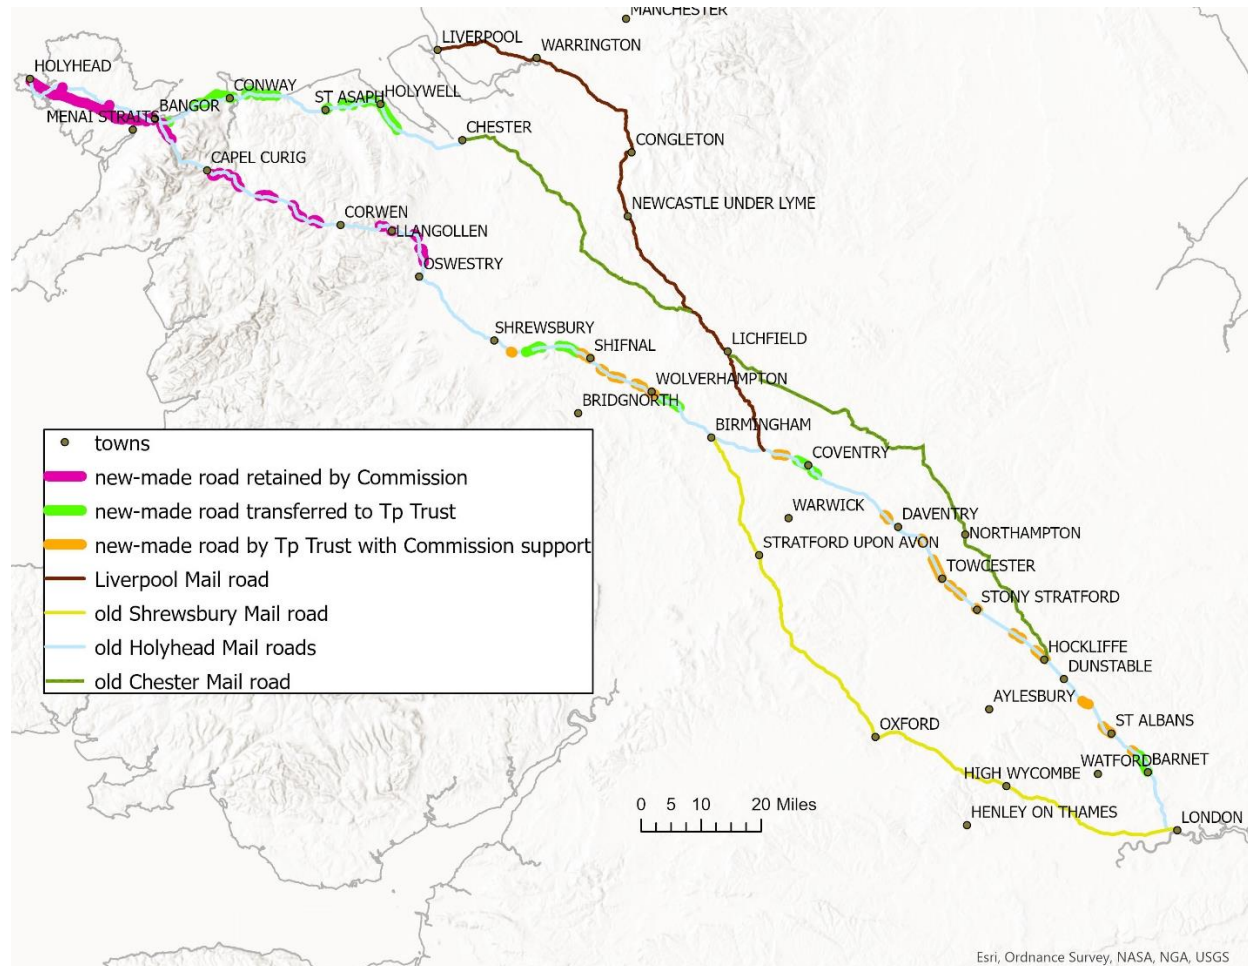 MANCHESTER
LIVERPOOL
WARRINGTON
HOLYHEAD
CONWAY
HOLYWELL
ST ASAPH
BANGOR
MENAI STRAITS
CHESTER
CONGLETON
CAPEL CURIG
NEWCASTLE UNDER LYME
CORWEN
LLANGOLLEN
OSWESTRY
SHREWSBURY
SHIFNAL
LICHFIELD
WOLVERHAMPTON
BRIDGNORTH
BIRMINGHAM
COVENTRY
WARWICK
DAVENTRY
STRATFORD UPON AVON
NORTHAMPTON
TOWCESTER
STONY STRATFORD
HOCKLIFFE
DUNSTABLE
AYLESBURY
ST ALBANS
OXFORD
WATFORD
BARNET
HIGH WYCOMBE
HENLEY ON THAMES
LONDON
towns
new-made road retained by Commission
new-made road transferred to Tp Trust
new-made road by Tp Trust with Commission support
Liverpool Mail road
old Shrewsbury Mail road
old Holyhead Mail roads
old Chester Mail road
0 5 10 20 Miles
Esri, Ordnance Survey, NASA, NGA, USGS